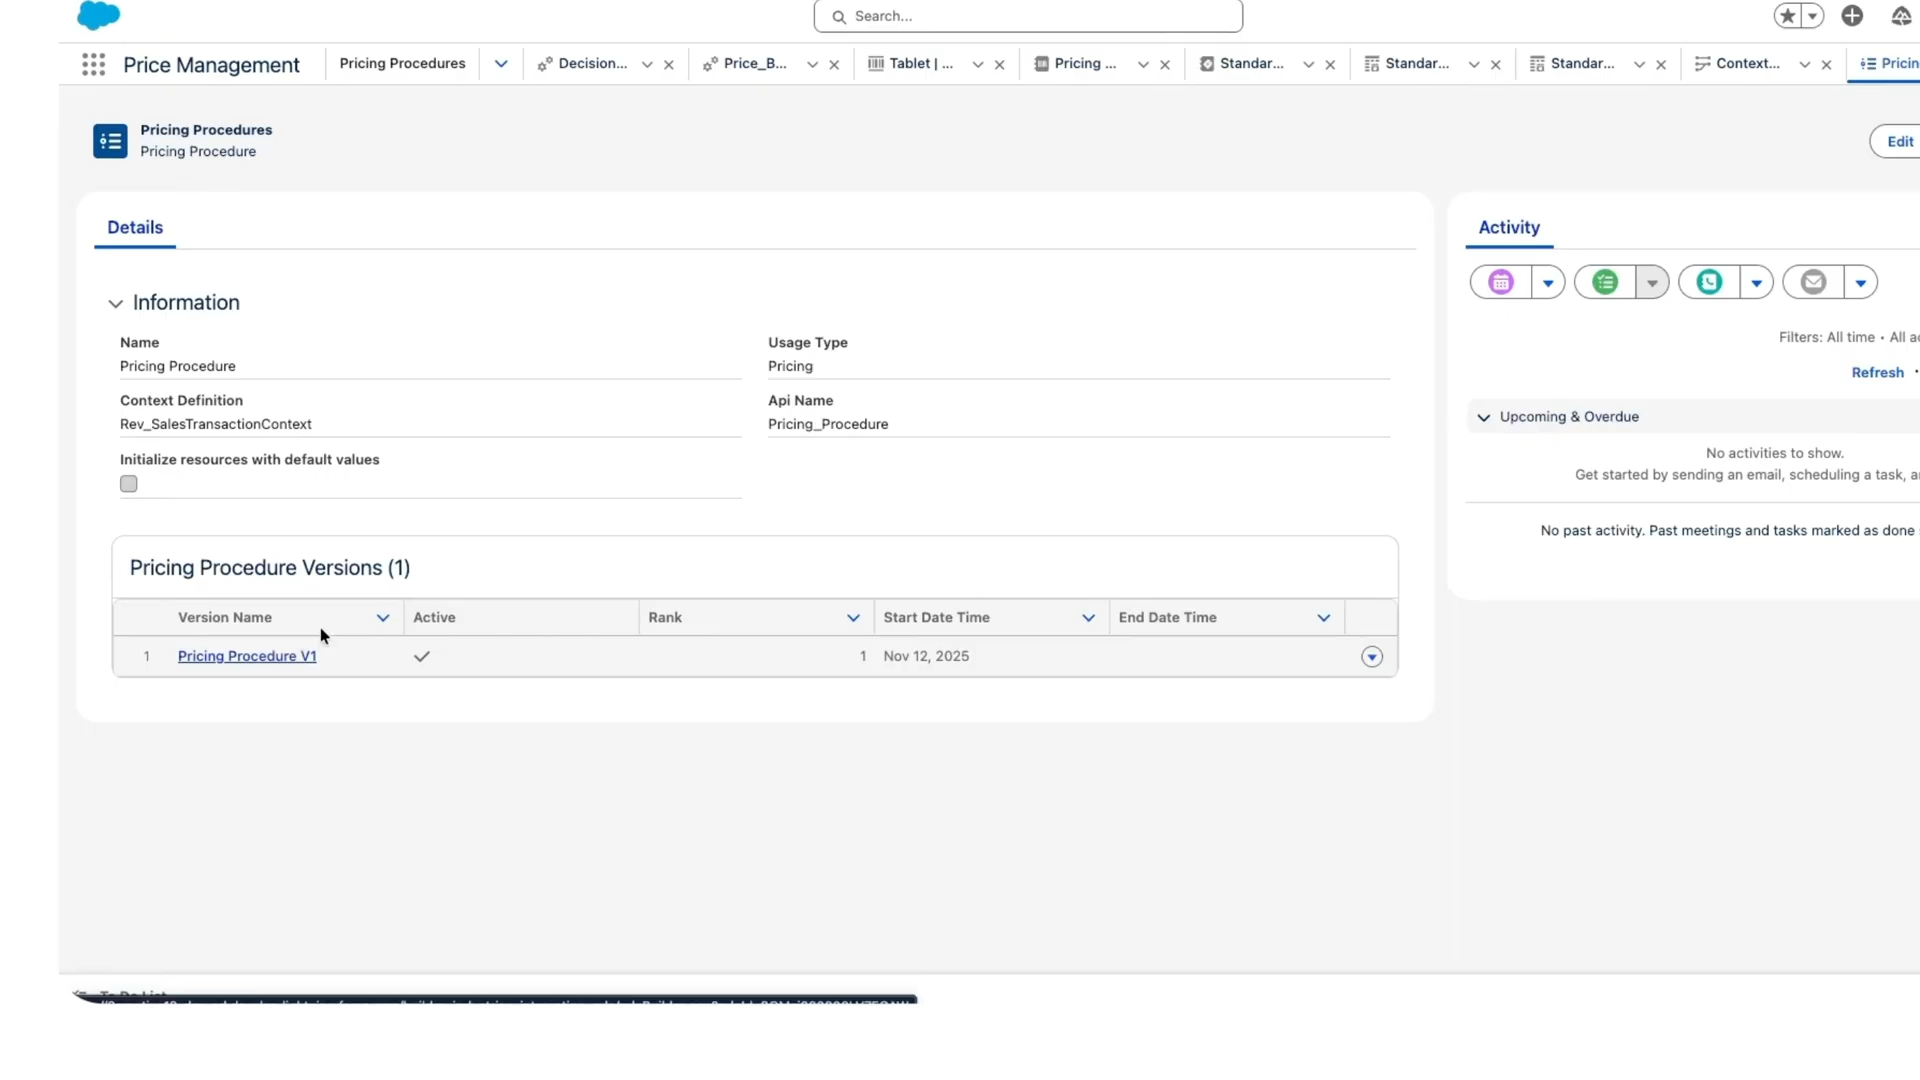 Search...
Price Management
Pricing Procedures
Decision...
Price_B...
Tablet | ...
Pricing ...
Standar...
Standar...
Standar...
Context...
Pricin
Pricing Procedures
Pricing Procedure
Edit
Details
Activity
Information
Name
Pricing Procedure
Usage Type
Pricing
Context Definition
Rev_SalesTransactionContext
Api Name
Pricing_Procedure
Initialize resources with default values
Filters: All time • All a
Refresh •
Upcoming & Overdue
No activities to show.
Get started by sending an email, scheduling a task, a
No past activity. Past meetings and tasks marked as done
Pricing Procedure Versions (1)
Version Name Active Rank Start Date Time End Date Time
1 Pricing Procedure V1 1 Nov 12, 2025
To Do List